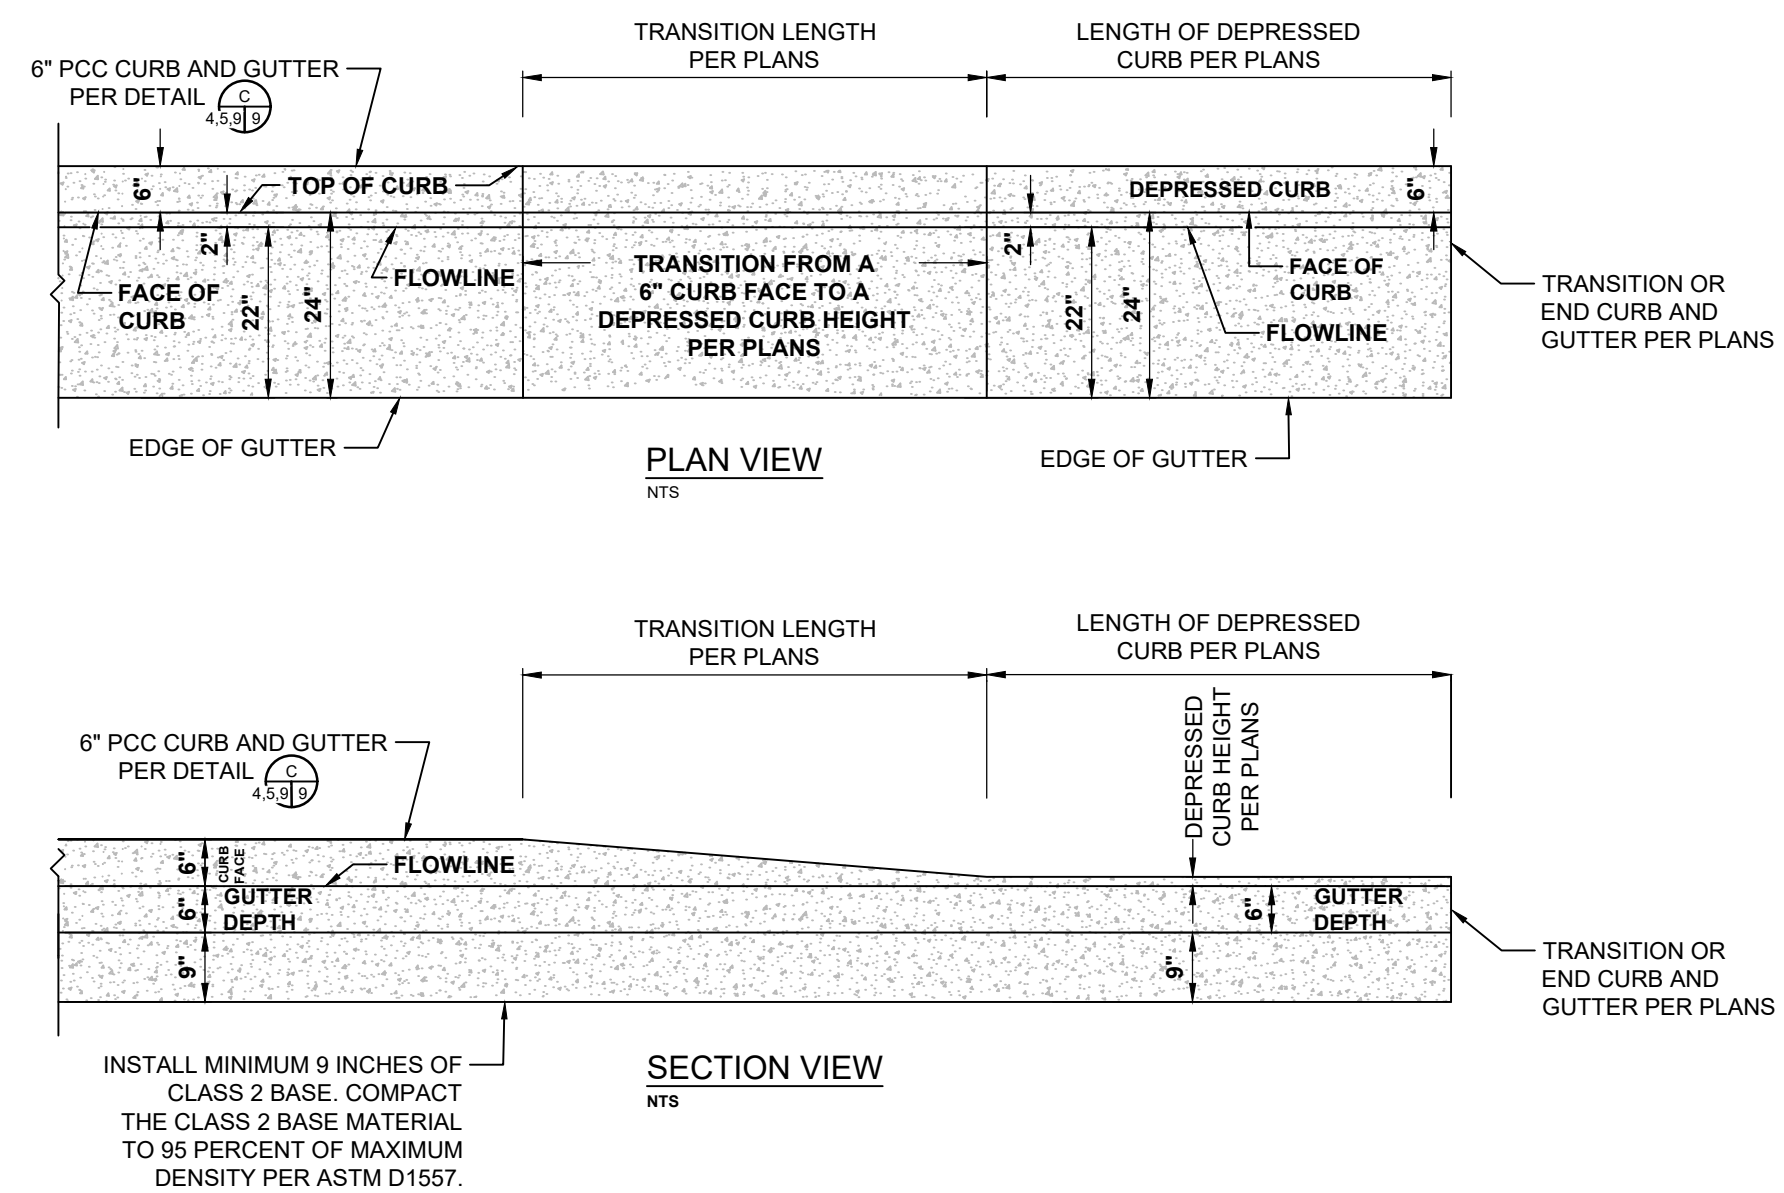 TRANSITION LENGTH
PER PLANS
LENGTH OF DEPRESSED
CURB PER PLANS
6" PCC CURB AND GUTTER
PER DETAIL
C
4,5,9 9
6"
TOP OF CURB
DEPRESSED CURB
6"
2"
FLOWLINE
2"
FACE OF
CURB
22"
24"
TRANSITION FROM A
6" CURB FACE TO A
DEPRESSED CURB HEIGHT
PER PLANS
22"
24"
FACE OF
CURB
FLOWLINE
TRANSITION OR
END CURB AND
GUTTER PER PLANS
EDGE OF GUTTER
PLAN VIEW
NTS
EDGE OF GUTTER
TRANSITION LENGTH
PER PLANS
LENGTH OF DEPRESSED
CURB PER PLANS
6" PCC CURB AND GUTTER
PER DETAIL
C
4,5,9 9
DEPRESSED
CURB HEIGHT
PER PLANS
6"
CURB
FACE
FLOWLINE
6"
GUTTER
DEPTH
6"
GUTTER
DEPTH
9"
9"
TRANSITION OR
END CURB AND
GUTTER PER PLANS
INSTALL MINIMUM 9 INCHES OF
CLASS 2 BASE. COMPACT
THE CLASS 2 BASE MATERIAL
TO 95 PERCENT OF MAXIMUM
DENSITY PER ASTM D1557.
SECTION VIEW
NTS